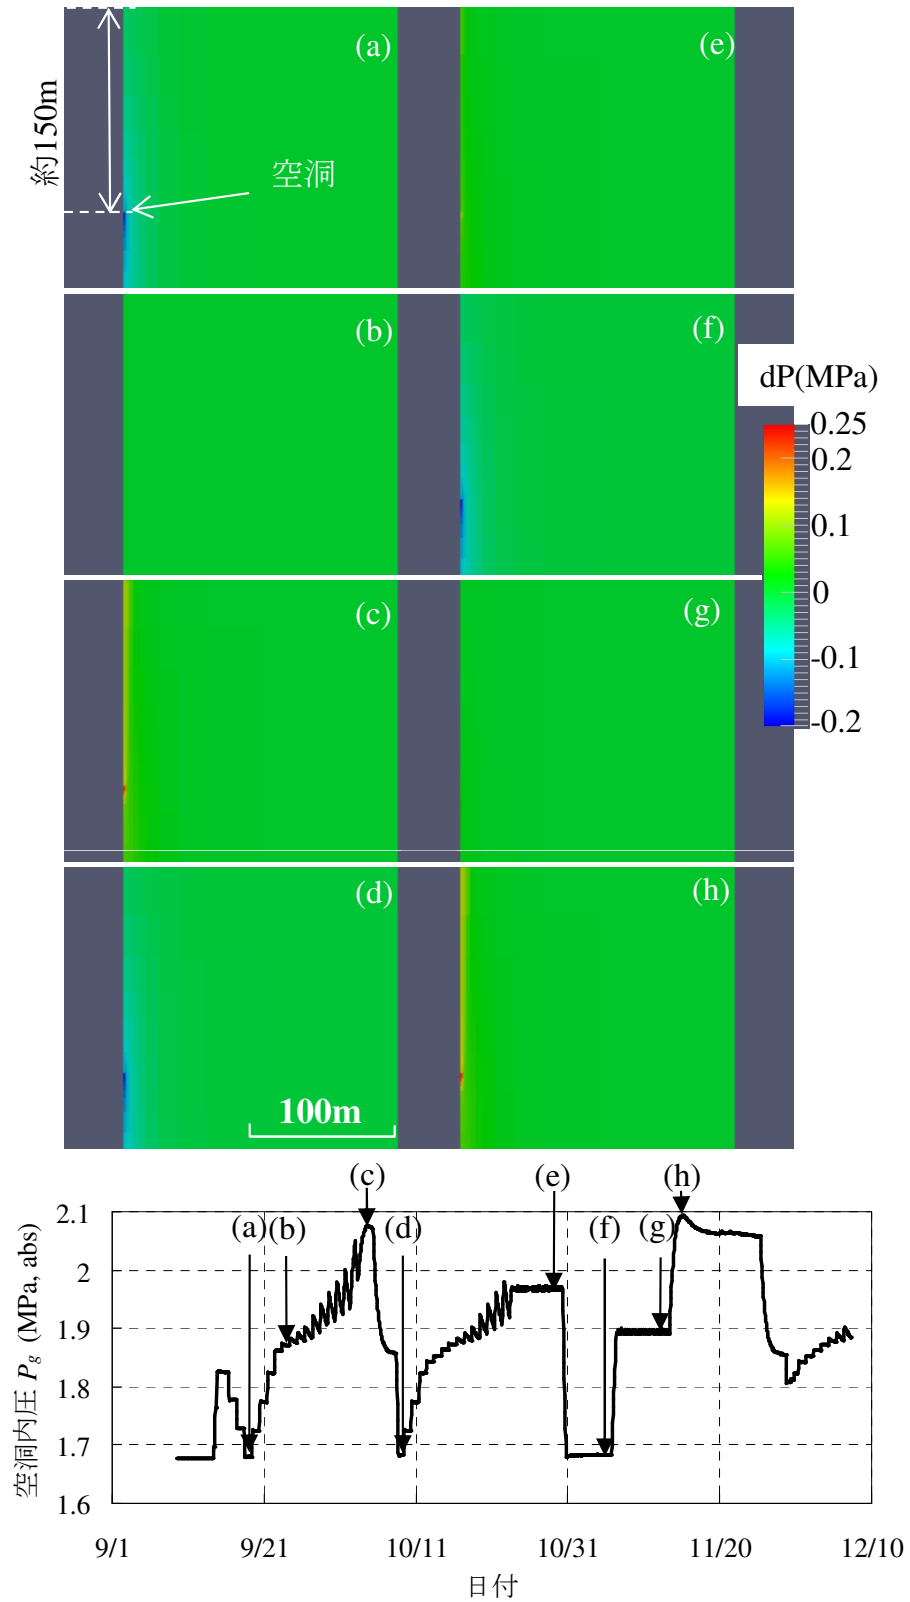 (a)
(e)
約150m
空洞
(b)
(f)
dP(MPa)
0.25
0.2
0.1
0
-0.1
-0.2
(c)
(g)
(d)
(h)
100m
(c)
(e)
(h)
(a)
(b)
(d)
(f)
(g)
空洞内圧 Pg (MPa, abs)
2.1
2
1.9
1.8
1.7
1.6
9/1
9/21
10/11
10/31
11/20
12/10
日付